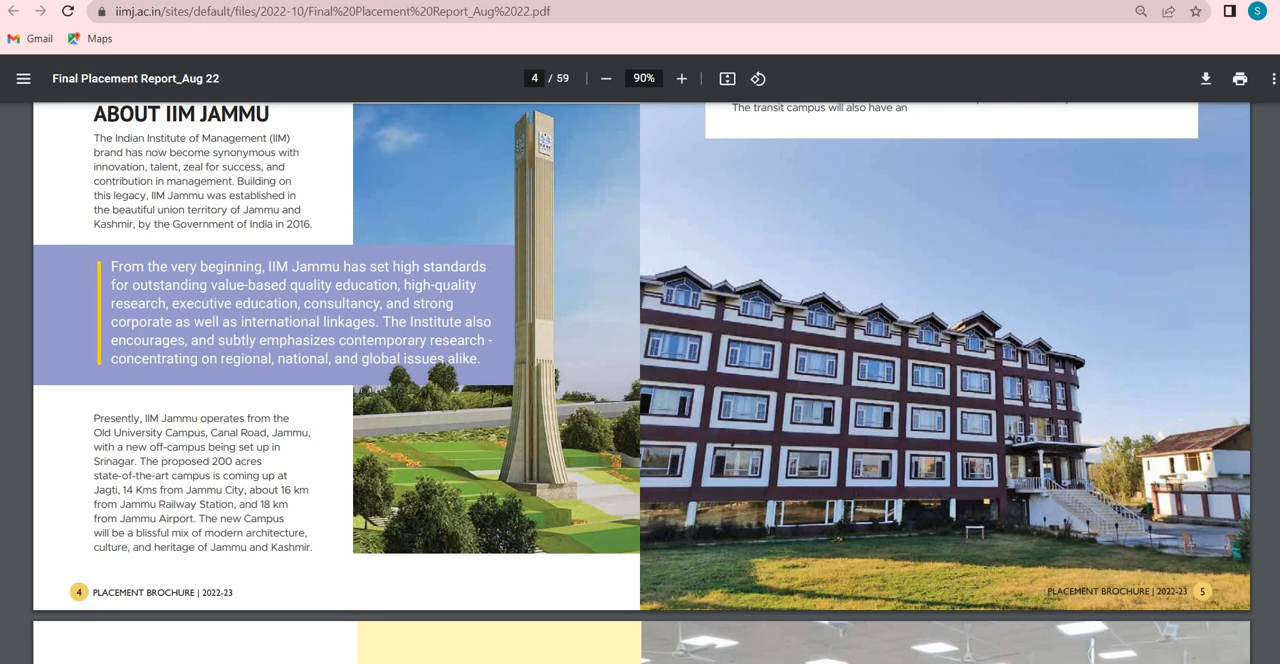 iimj.ac.in/sites/default/files/2022-10/Final%20Placement%20Report_Aug%2022.pdf
S
Gmail
Maps
Final Placement Report_Aug 22
4 / 59
90%
ABOUT IIM JAMMU
The Indian Institute of Management (IIM)
brand has now become synonymous with
innovation, talent, zeal for success, and
contribution in management. Building on
this legacy, IIM Jammu was established in
the beautiful union territory of Jammu and
Kashmir, by the Government of India in 2016.
From the very beginning, IIM Jammu has set high standards
for outstanding value-based quality education, high-quality
research, executive education, consultancy, and strong
corporate as well as international linkages. The Institute also
encourages, and subtly emphasizes contemporary research -
concentrating on regional, national, and global issues alike.
Presently, IIM Jammu operates from the
Old University Campus, Canal Road, Jammu,
with a new off-campus being set up in
Srinagar. The proposed 200 acres
state-of-the-art campus is coming up at
Jagti, 14 Kms from Jammu City, about 16 km
from Jammu Railway Station, and 18 km
from Jammu Airport. The new Campus
will be a blissful mix of modern architecture,
culture, and heritage of Jammu and Kashmir.
4 PLACEMENT BROCHURE | 2022-23
The transit campus will also have an
PLACEMENT BROCHURE | 2022-23 5